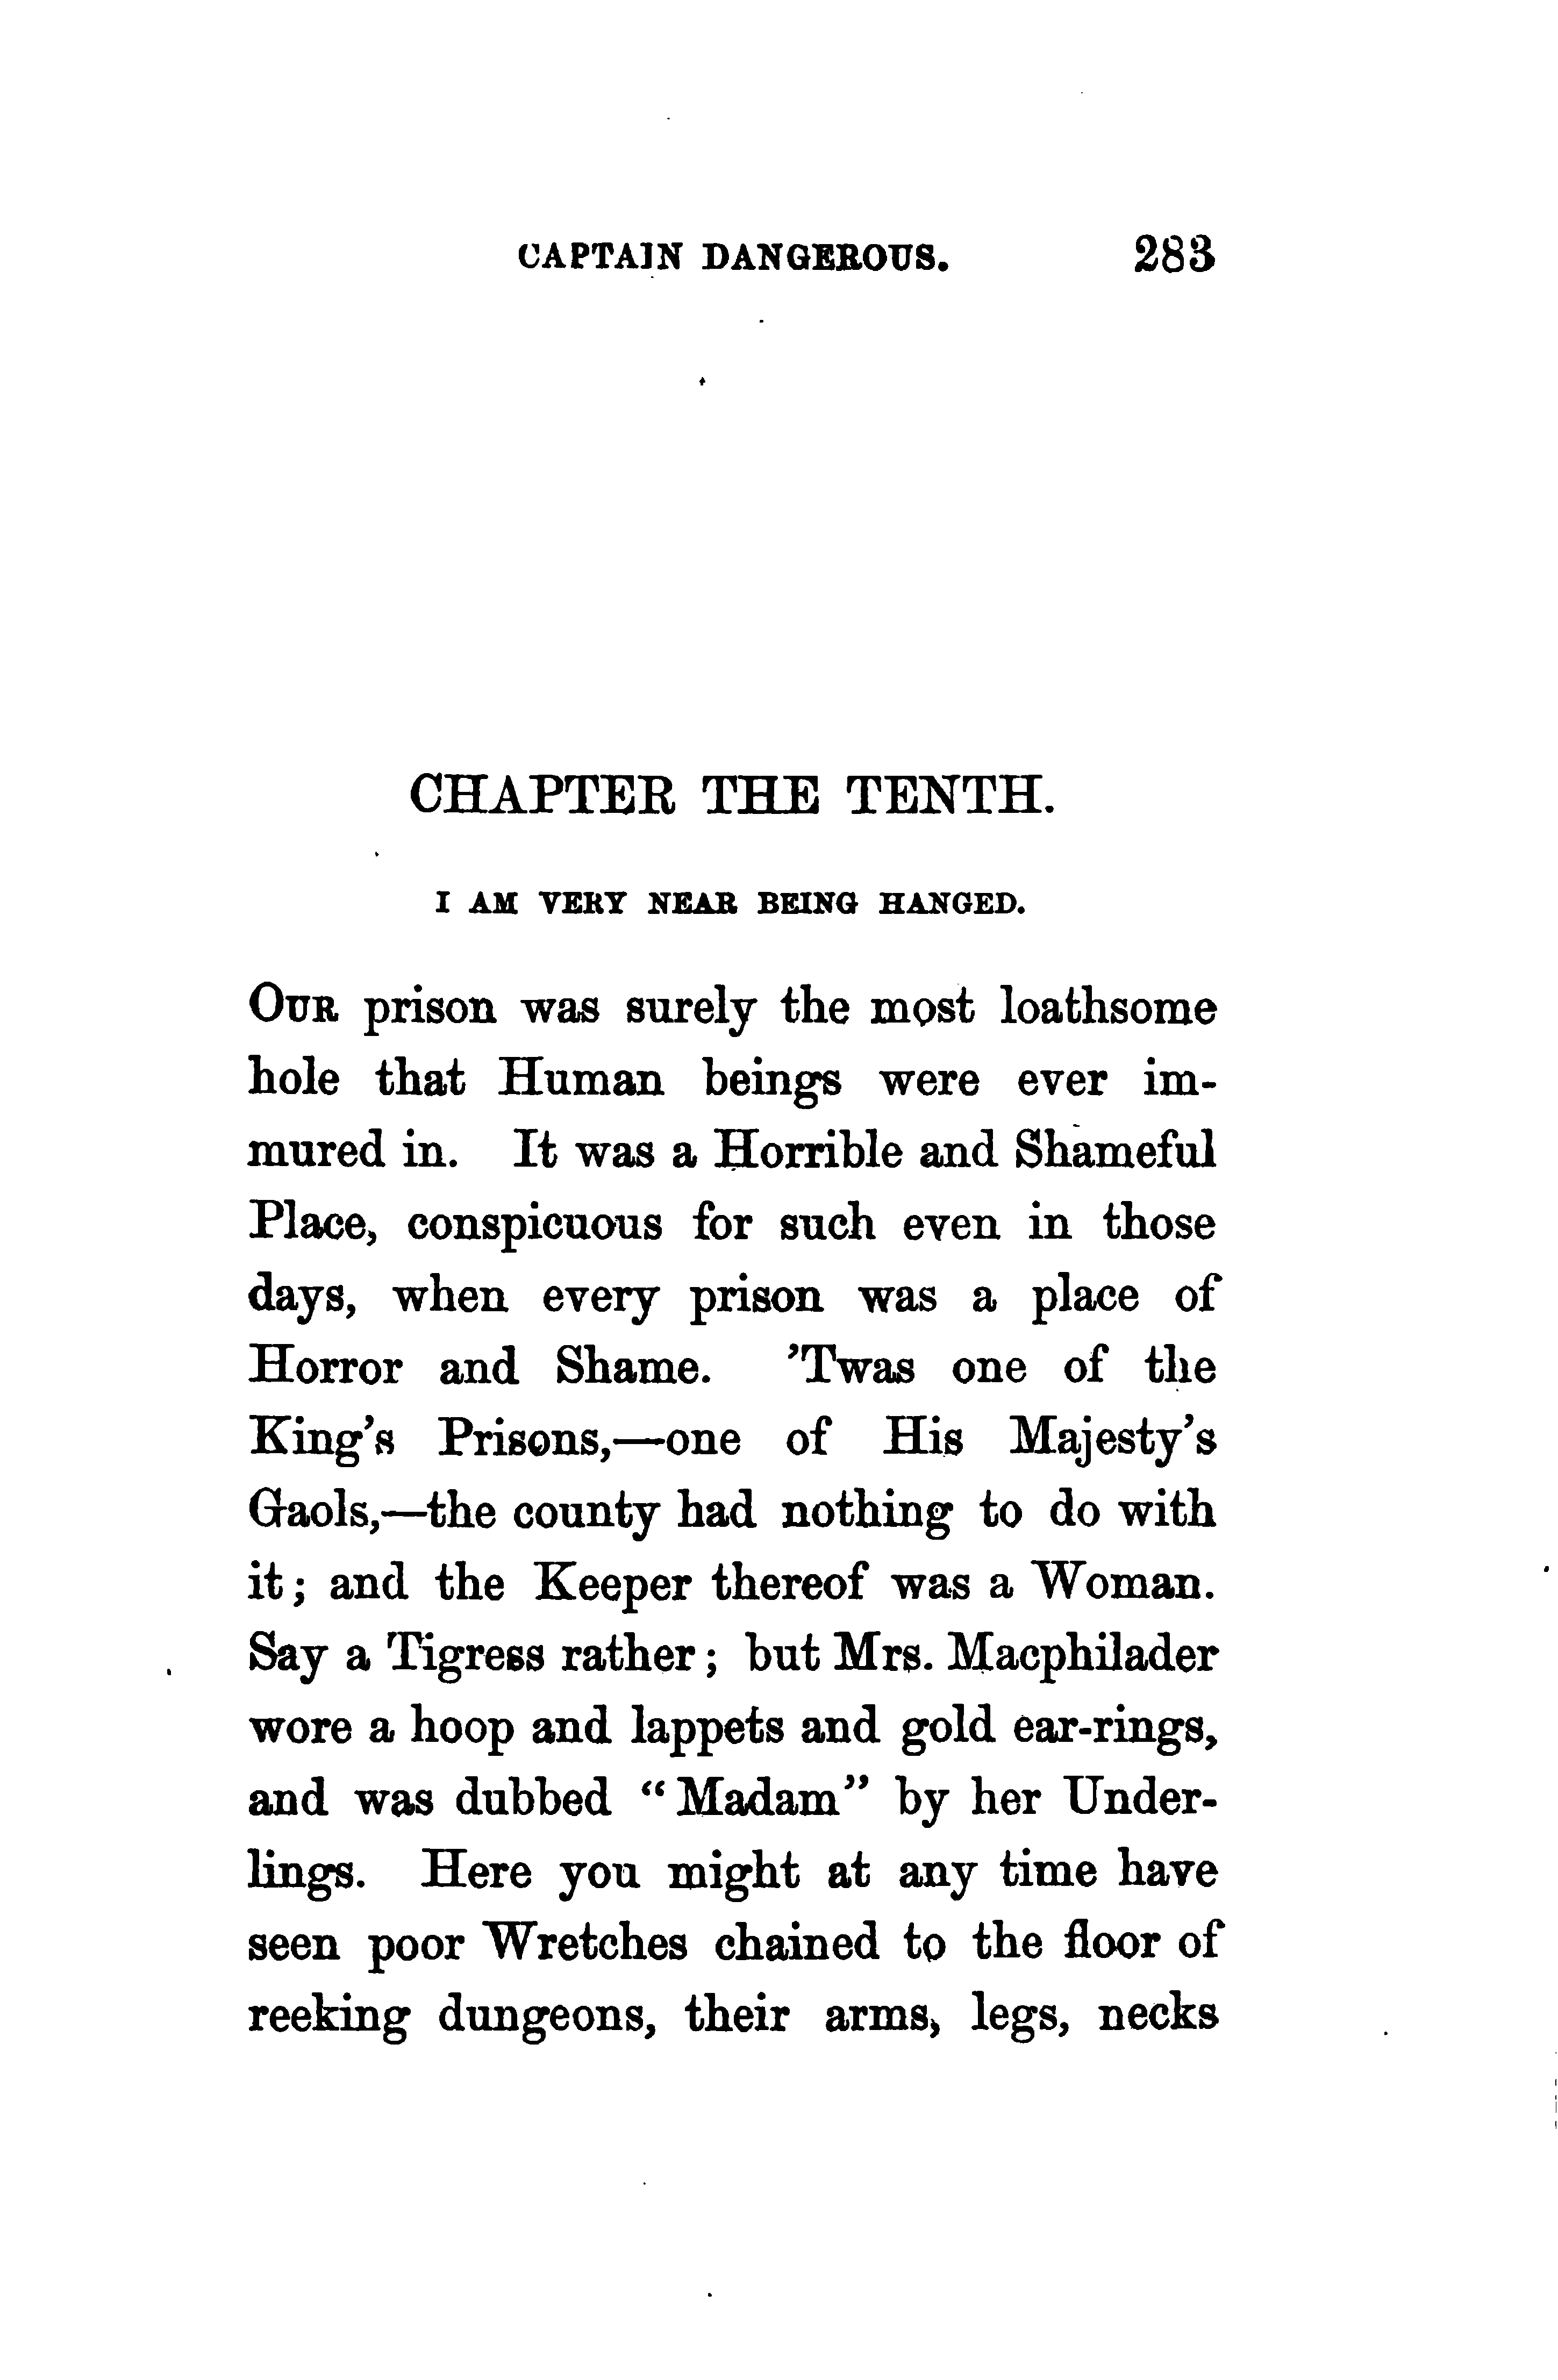 CAPTAIN DANGEROUS. 283
CHAPTER THE TENTH.
I AM VERY NEAR BEING HANGED.
OUR prison was surely the most loathsome
hole that Human beings were ever im-
mured in. It was a Horrible and Shameful
Place, conspicuous for such even in those
days, when every prison was a place of
Horror and Shame. 'Twas one of the
King's Prisons,—one of His Majesty's
Gaols,—the county had nothing to do with
it; and the Keeper thereof was a Woman.
Say a Tigress rather; but Mrs. Macphilader
wore a hoop and lappets and gold ear-rings,
and was dubbed "Madam" by her Under-
lings. Here you might at any time have
seen poor Wretches chained to the floor of
reeking dungeons, their arms, legs, necks